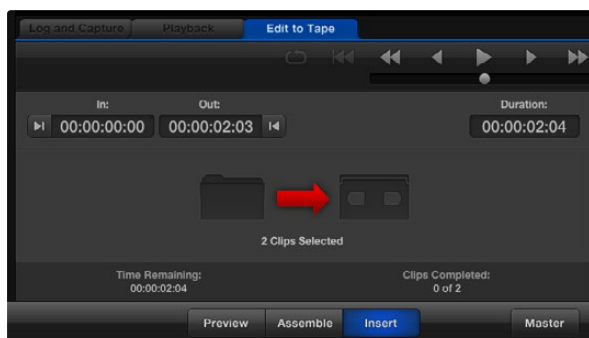 Log and Capture Playback Edit to Tape
In: Out: Duration:
00:00:00:00 00:00:02:03 00:00:02:04
2 Clips Selected
Time Remaining: Clips Completed:
00:00:02:04 0 of 2
Preview Assemble Insert Master